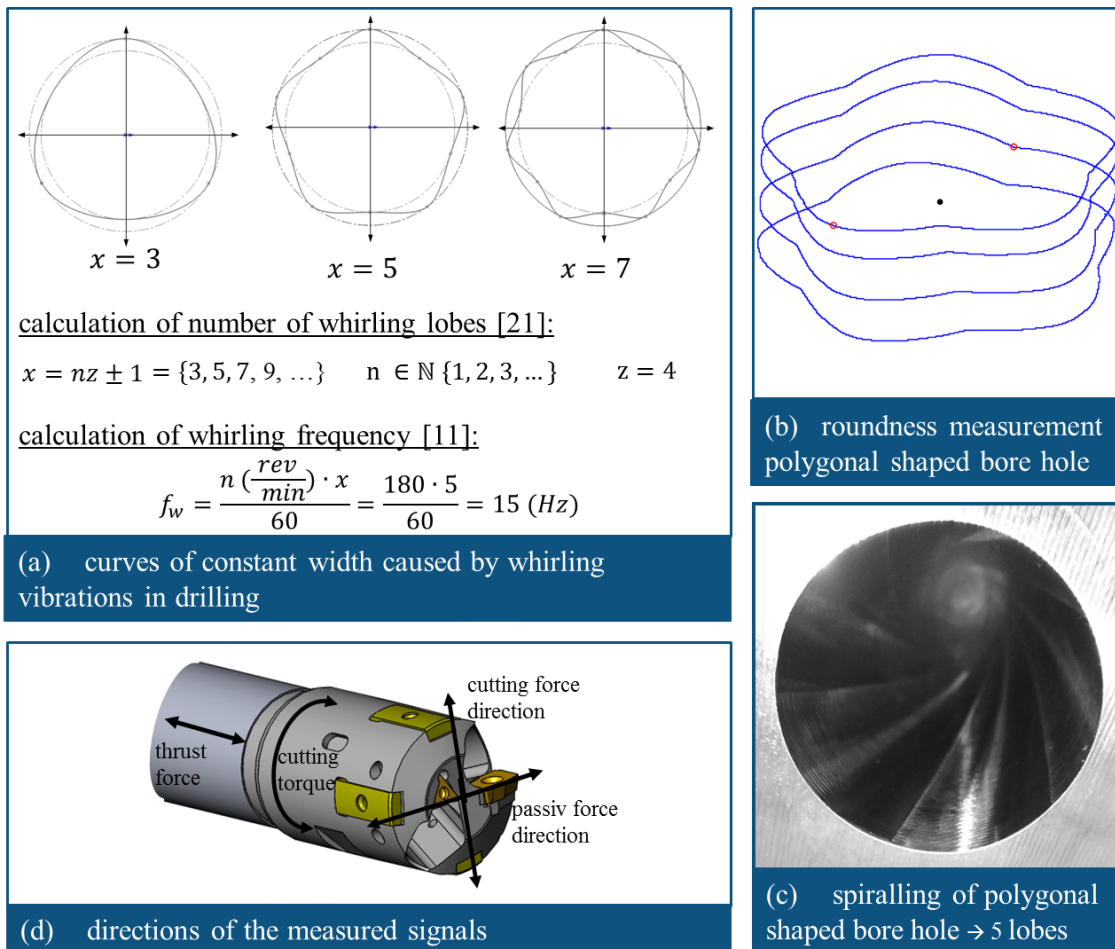 x = 3
x = 5
x = 7
calculation of number of whirling lobes [21]:
x = nz ± 1 = {3, 5, 7, 9, …}    n ∈ ℕ {1, 2, 3, … }    z = 4
calculation of whirling frequency [11]:
f_w = (n (rev/min) · x)/60 = (180 · 5)/60 = 15 (Hz)
(a) curves of constant width caused by whirling
vibrations in drilling
(b) roundness measurement
polygonal shaped bore hole
(c) spiralling of polygonal
shaped bore hole → 5 lobes
cutting force
direction
thrust
force
cutting
torque
passiv force
direction
(d) directions of the measured signals